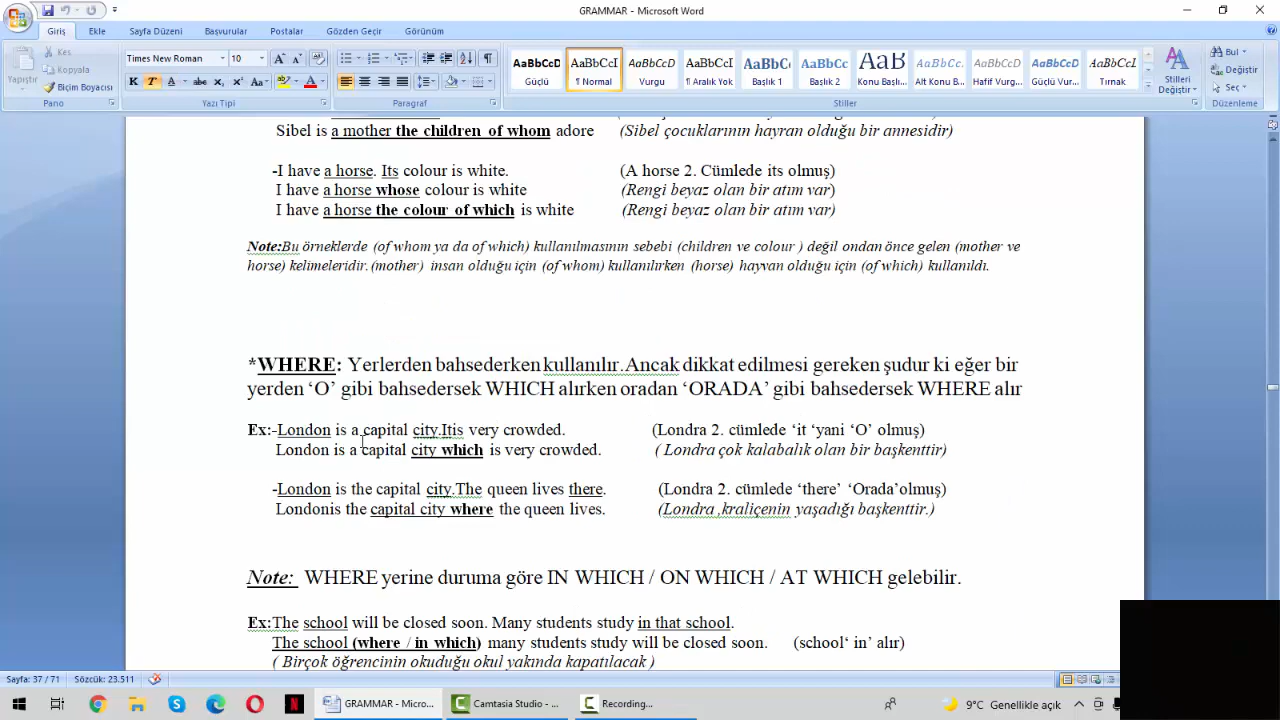 GRAMMAR - Microsoft Word
Giriş Ekle Sayfa Düzeni Başvurular Postalar Gözden Geçir Görünüm
Yapıştır Kes Kopyala Biçim Boyacısı Pano
Times New Roman 10 Yazı Tipi
Paragraf
AaBbCcD Güçlü AaBbCcI ¶ Normal AaBbCcD Vurgu AaBbCcI ¶ Aralık Yok AaBbC Başlık 1 AaBbCc Başlık 2 AaB Konu Başlı... AaBbCc. Alt Konu B... AaBbCcD Hafif Vurg... AaBbCcD Güçlü Vur... AaBbCcI Tırnak Stiller
Stilleri Değiştir
Bul Değiştir Seç Düzenleme
Sibel is a mother the children of whom adore (Sibel çocuklarının hayran olduğu bir annesidir)
-I have a horse. Its colour is white. (A horse 2. Cümlede its olmuş)
I have a horse whose colour is white (Rengi beyaz olan bir atım var)
I have a horse the colour of which is white (Rengi beyaz olan bir atım var)
Note:Bu örneklerde (of whom ya da of which) kullanılmasının sebebi (children ve colour ) değil ondan önce gelen (mother ve
horse) kelimeleridir. (mother) insan olduğu için (of whom) kullanılırken (horse) hayvan olduğu için (of which) kullanıldı.
*WHERE: Yerlerden bahsederken kullanılır.Ancak dikkat edilmesi gereken şudur ki eğer bir
yerden ‘O’ gibi bahsedersek WHICH alırken oradan ‘ORADA’ gibi bahsedersek WHERE alır
Ex:-London is a capital city.Itis very crowded. (Londra 2. cümlede ‘it ‘yani ‘O’ olmuş)
London is a capital city which is very crowded. ( Londra çok kalabalık olan bir başkenttir)
-London is the capital city.The queen lives there. (Londra 2. cümlede ‘there’ ‘Orada’olmuş)
Londonis the capital city where the queen lives. (Londra ,kraliçenin yaşadığı başkenttir.)
Note: WHERE yerine duruma göre IN WHICH / ON WHICH / AT WHICH gelebilir.
Ex:The school will be closed soon. Many students study in that school.
The school (where / in which) many students study will be closed soon. (school‘ in’ alır)
( Birçok öğrencinin okuduğu okul yakında kapatılacak )
Sayfa: 37 / 71 Sözcük: 23.511
GRAMMAR - Micro... Camtasia Studio - ... Recording... 9°C Genellikle açık